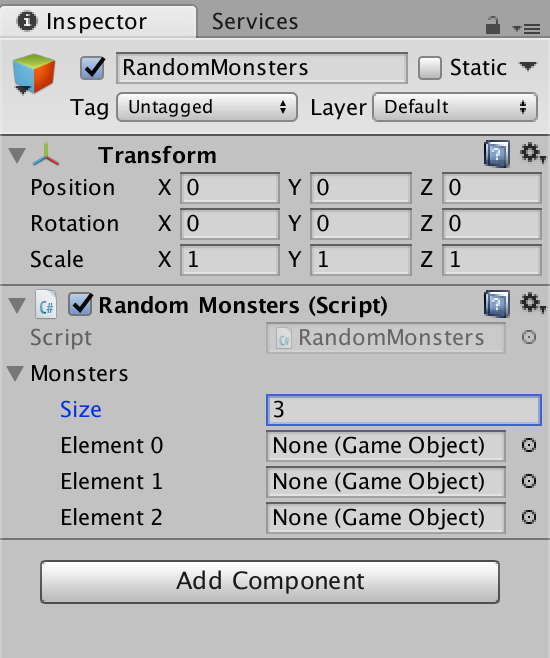 Inspector Services
RandomMonsters Static
Tag Untagged Layer Default
Transform
Position X 0 Y 0 Z 0
Rotation X 0 Y 0 Z 0
Scale X 1 Y 1 Z 1
C# Random Monsters (Script)
Script C# RandomMonsters
Monsters
Size 3
Element 0 None (Game Object)
Element 1 None (Game Object)
Element 2 None (Game Object)
Add Component